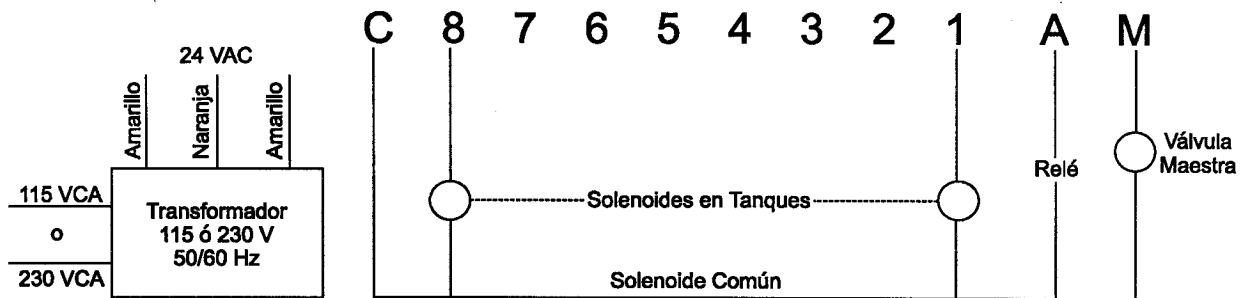 C 8 7 6 5 4 3 2 1 A M
24 VAC
Amarillo
Naranja
Amarillo
115 VCA
o
230 VCA
Transformador
115 ó 230 V
50/60 Hz
Solenoides en Tanques
Relé
Válvula
Maestra
Solenoide Común